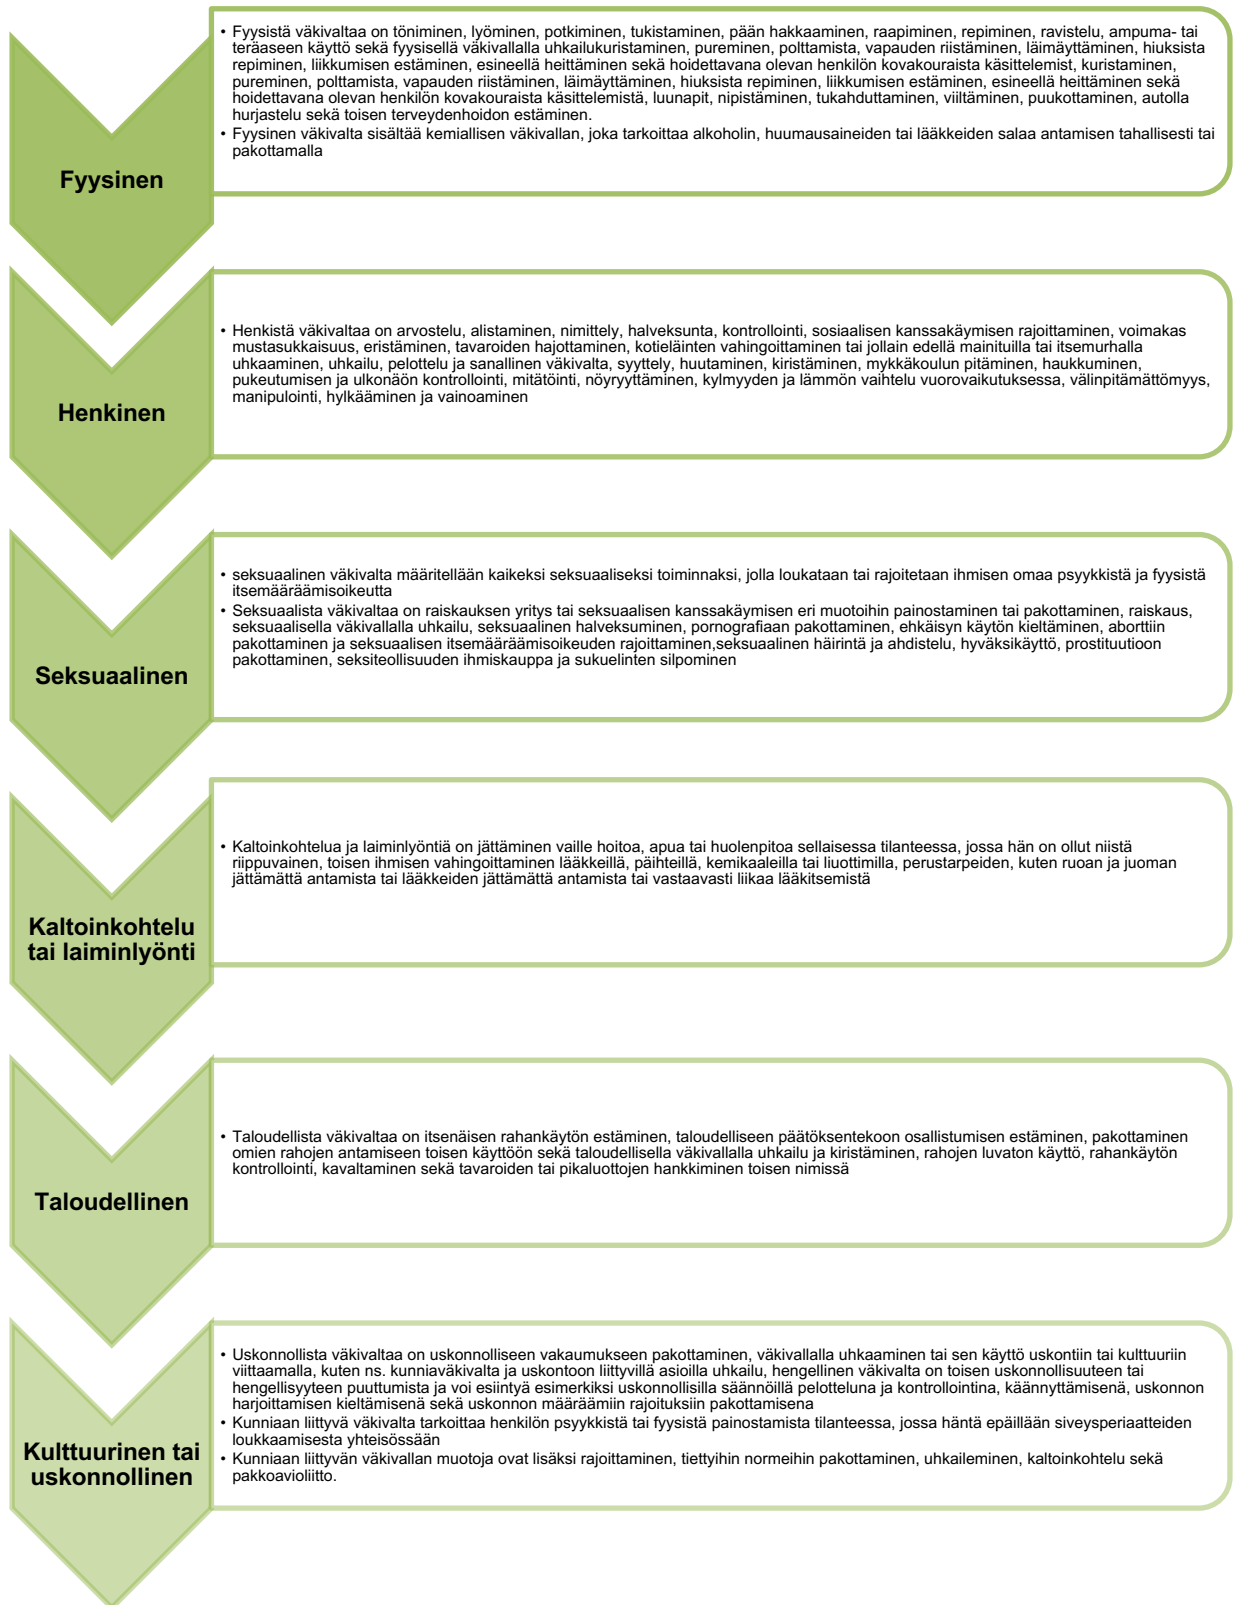 • Fyysistä väkivaltaa on töniminen, lyöminen, potkiminen, tukistaminen, pään hakkaaminen, raapiminen, repiminen, ravistelu, ampuma- tai
teräaseen käyttö sekä fyysisellä väkivallalla uhkailukuristaminen, pureminen, polttamista, vapauden riistäminen, läimäyttäminen, hiuksista
repiminen, liikkumisen estäminen, esineellä heittäminen sekä hoidettavana olevan henkilön kovakouraista käsittelemist, kuristaminen,
pureminen, polttamista, vapauden riistäminen, läimäyttäminen, hiuksista repiminen, liikkumisen estäminen, esineellä heittäminen sekä
hoidettavana olevan henkilön kovakouraista käsittelemistä, luunapit, nipistäminen, tukahduttaminen, viiltäminen, puukottaminen, autolla
hurjastelu sekä toisen terveydenhoidon estäminen.
• Fyysinen väkivalta sisältää kemiallisen väkivallan, joka tarkoittaa alkoholin, huumausaineiden tai lääkkeiden salaa antamisen tahallisesti tai
pakottamalla
Fyysinen
• Henkistä väkivaltaa on arvostelu, alistaminen, nimittely, halveksunta, kontrollointi, sosiaalisen kanssakäymisen rajoittaminen, voimakas
mustasukkaisuus, eristäminen, tavaroiden hajottaminen, kotieläinten vahingoittaminen tai jollain edellä mainituilla tai itsemurhalla
uhkaaminen, uhkailu, pelottelu ja sanallinen väkivalta, syyttely, huutaminen, kiristäminen, mykkäkoulun pitäminen, haukkuminen,
pukeutumisen ja ulkonäön kontrollointi, mitätöinti, nöyryyttäminen, kylmyyden ja lämmön vaihtelu vuorovaikutuksessa, välinpitämättömyys,
manipulointi, hylkääminen ja vainoaminen
Henkinen
• seksuaalinen väkivalta määritellään kaikeksi seksuaaliseksi toiminnaksi, jolla loukataan tai rajoitetaan ihmisen omaa psyykkistä ja fyysistä
itsemääräämisoikeutta
• Seksuaalista väkivaltaa on raiskauksen yritys tai seksuaalisen kanssakäymisen eri muotoihin painostaminen tai pakottaminen, raiskaus,
seksuaalisella väkivallalla uhkailu, seksuaalinen halveksuminen, pornografiaan pakottaminen, ehkäisyn käytön kieltäminen, aborttiin
pakottaminen ja seksuaalisen itsemääräämisoikeuden rajoittaminen,seksuaalinen häirintä ja ahdistelu, hyväksikäyttö, prostituutioon
pakottaminen, seksiteollisuuden ihmiskauppa ja sukuelinten silpominen
Seksuaalinen
• Kaltoinkohtelua ja laiminlyöntiä on jättäminen vaille hoitoa, apua tai huolenpitoa sellaisessa tilanteessa, jossa hän on ollut niistä
riippuvainen, toisen ihmisen vahingoittaminen lääkkeillä, päihteillä, kemikaaleilla tai liuottimilla, perustarpeiden, kuten ruoan ja juoman
jättämättä antamista tai lääkkeiden jättämättä antamista tai vastaavasti liikaa lääkitsemistä
Kaltoinkohtelu
tai laiminlyönti
• Taloudellista väkivaltaa on itsenäisen rahankäytön estäminen, taloudelliseen päätöksentekoon osallistumisen estäminen, pakottaminen
omien rahojen antamiseen toisen käyttöön sekä taloudellisella väkivallalla uhkailu ja kiristäminen, rahojen luvaton käyttö, rahankäytön
kontrollointi, kavaltaminen sekä tavaroiden tai pikaluottojen hankkiminen toisen nimissä
Taloudellinen
• Uskonnollista väkivaltaa on uskonnolliseen vakaumukseen pakottaminen, väkivallalla uhkaaminen tai sen käyttö uskontiin tai kulttuuriin
viittaamalla, kuten ns. kunniaväkivalta ja uskontoon liittyvillä asioilla uhkailu, hengellinen väkivalta on toisen uskonnollisuuteen tai
hengellisyyteen puuttumista ja voi esiintyä esimerkiksi uskonnollisilla säännöillä pelotteluna ja kontrollointina, käännyttämisenä, uskonnon
harjoittamisen kieltämisenä sekä uskonnon määräämiin rajoituksiin pakottamisena
• Kunniaan liittyvä väkivalta tarkoittaa henkilön psyykkistä tai fyysistä painostamista tilanteessa, jossa häntä epäillään siveysperiaatteiden
loukkaamisesta yhteisössään
• Kunniaan liittyvän väkivallan muotoja ovat lisäksi rajoittaminen, tiettyihin normeihin pakottaminen, uhkaileminen, kaltoinkohtelu sekä
pakkoavioliitto.
Kulttuurinen tai
uskonnollinen